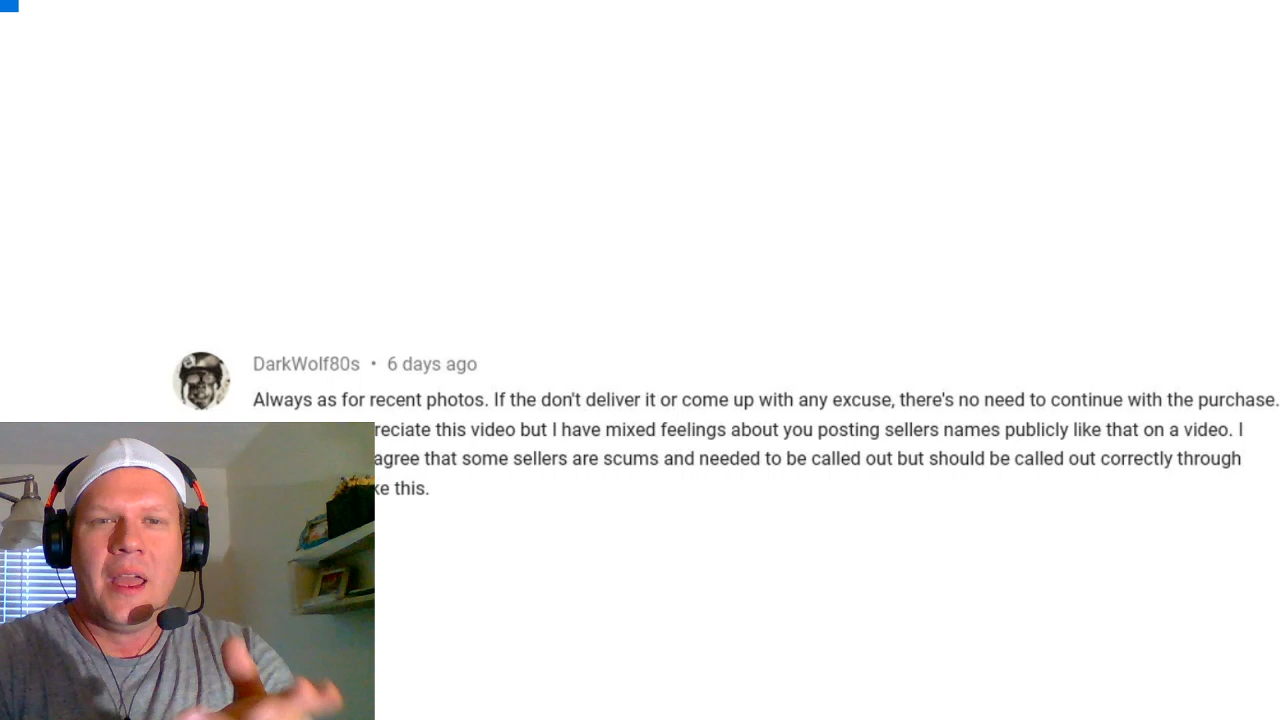 DarkWolf80s • 6 days ago
Always as for recent photos. If the don't deliver it or come up with any excuse, there's no need to continue with the purchase.
reciate this video but I have mixed feelings about you posting sellers names publicly like that on a video. I
agree that some sellers are scums and needed to be called out but should be called out correctly through
ke this.